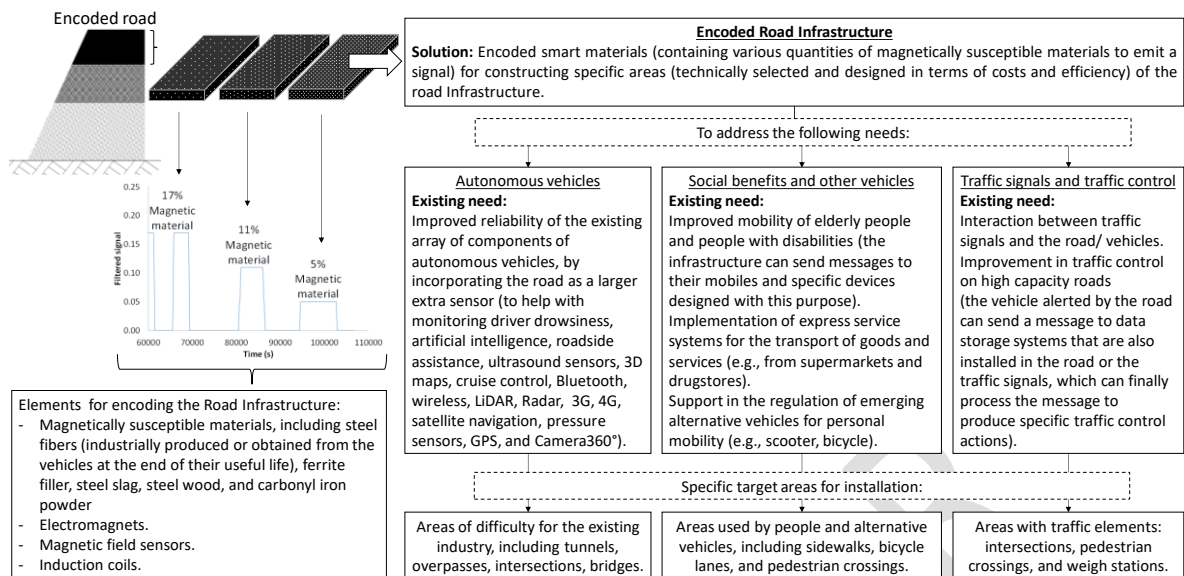 Encoded road
Encoded Road Infrastructure
Solution: Encoded smart materials (containing various quantities of magnetically susceptible materials to emit a
signal) for constructing specific areas (technically selected and designed in terms of costs and efficiency) of the
road Infrastructure.
To address the following needs:
0.25
0.20
0.15
0.10
0.05
0.00
Filtered signal
17%
Magnetic
material
11%
Magnetic
material
5%
Magnetic
material
60000 70000 80000 90000 100000 110000
Time (s)
Autonomous vehicles
Existing need:
Improved reliability of the existing
array of components of
autonomous vehicles, by
incorporating the road as a larger
extra sensor (to help with
monitoring driver drowsiness,
artificial intelligence, roadside
assistance, ultrasound sensors, 3D
maps, cruise control, Bluetooth,
wireless, LiDAR, Radar, 3G, 4G,
satellite navigation, pressure
sensors, GPS, and Camera360°).
Social benefits and other vehicles
Existing need:
Improved mobility of elderly people
and people with disabilities (the
infrastructure can send messages to
their mobiles and specific devices
designed with this purpose).
Implementation of express service
systems for the transport of goods and
services (e.g., from supermarkets and
drugstores).
Support in the regulation of emerging
alternative vehicles for personal
mobility (e.g., scooter, bicycle).
Traffic signals and traffic control
Existing need:
Interaction between traffic
signals and the road/ vehicles.
Improvement in traffic control
on high capacity roads
(the vehicle alerted by the road
can send a message to data
storage systems that are also
installed in the road or the
traffic signals, which can finally
process the message to
produce specific traffic control
actions).
Elements for encoding the Road Infrastructure:
- Magnetically susceptible materials, including steel
fibers (industrially produced or obtained from the
vehicles at the end of their useful life), ferrite
filler, steel slag, steel wood, and carbonyl iron
powder
- Electromagnets.
- Magnetic field sensors.
- Induction coils.
Specific target areas for installation:
Areas of difficulty for the existing
industry, including tunnels,
overpasses, intersections, bridges.
Areas used by people and alternative
vehicles, including sidewalks, bicycle
lanes, and pedestrian crossings.
Areas with traffic elements:
intersections, pedestrian
crossings, and weigh stations.